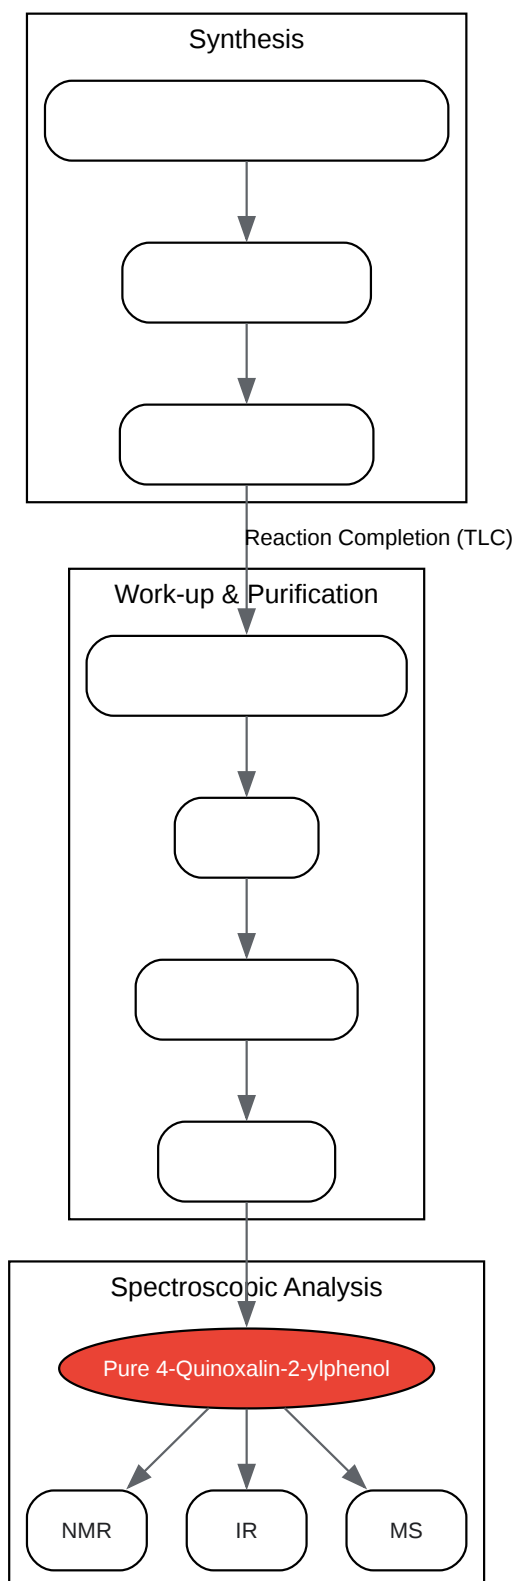 Synthesis
Reaction Completion (TLC)
Work-up & Purification
Spectroscopic Analysis
Pure 4-Quinoxalin-2-ylphenol
NMR
IR
MS